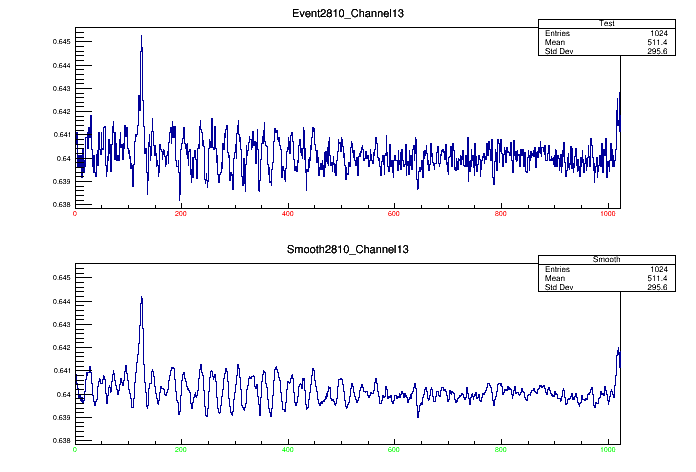 Event2810_Channel13
Test
Entries 1024
Mean 511.4
Std Dev 295.6
0.645
0.644
0.643
0.642
0.641
0.64
0.639
0.638
0 200 400 600 800 1000
Smooth2810_Channel13
Smooth
Entries 1024
Mean 511.4
Std Dev 295.6
0.645
0.644
0.643
0.642
0.641
0.64
0.639
0.638
0 200 400 600 800 1000